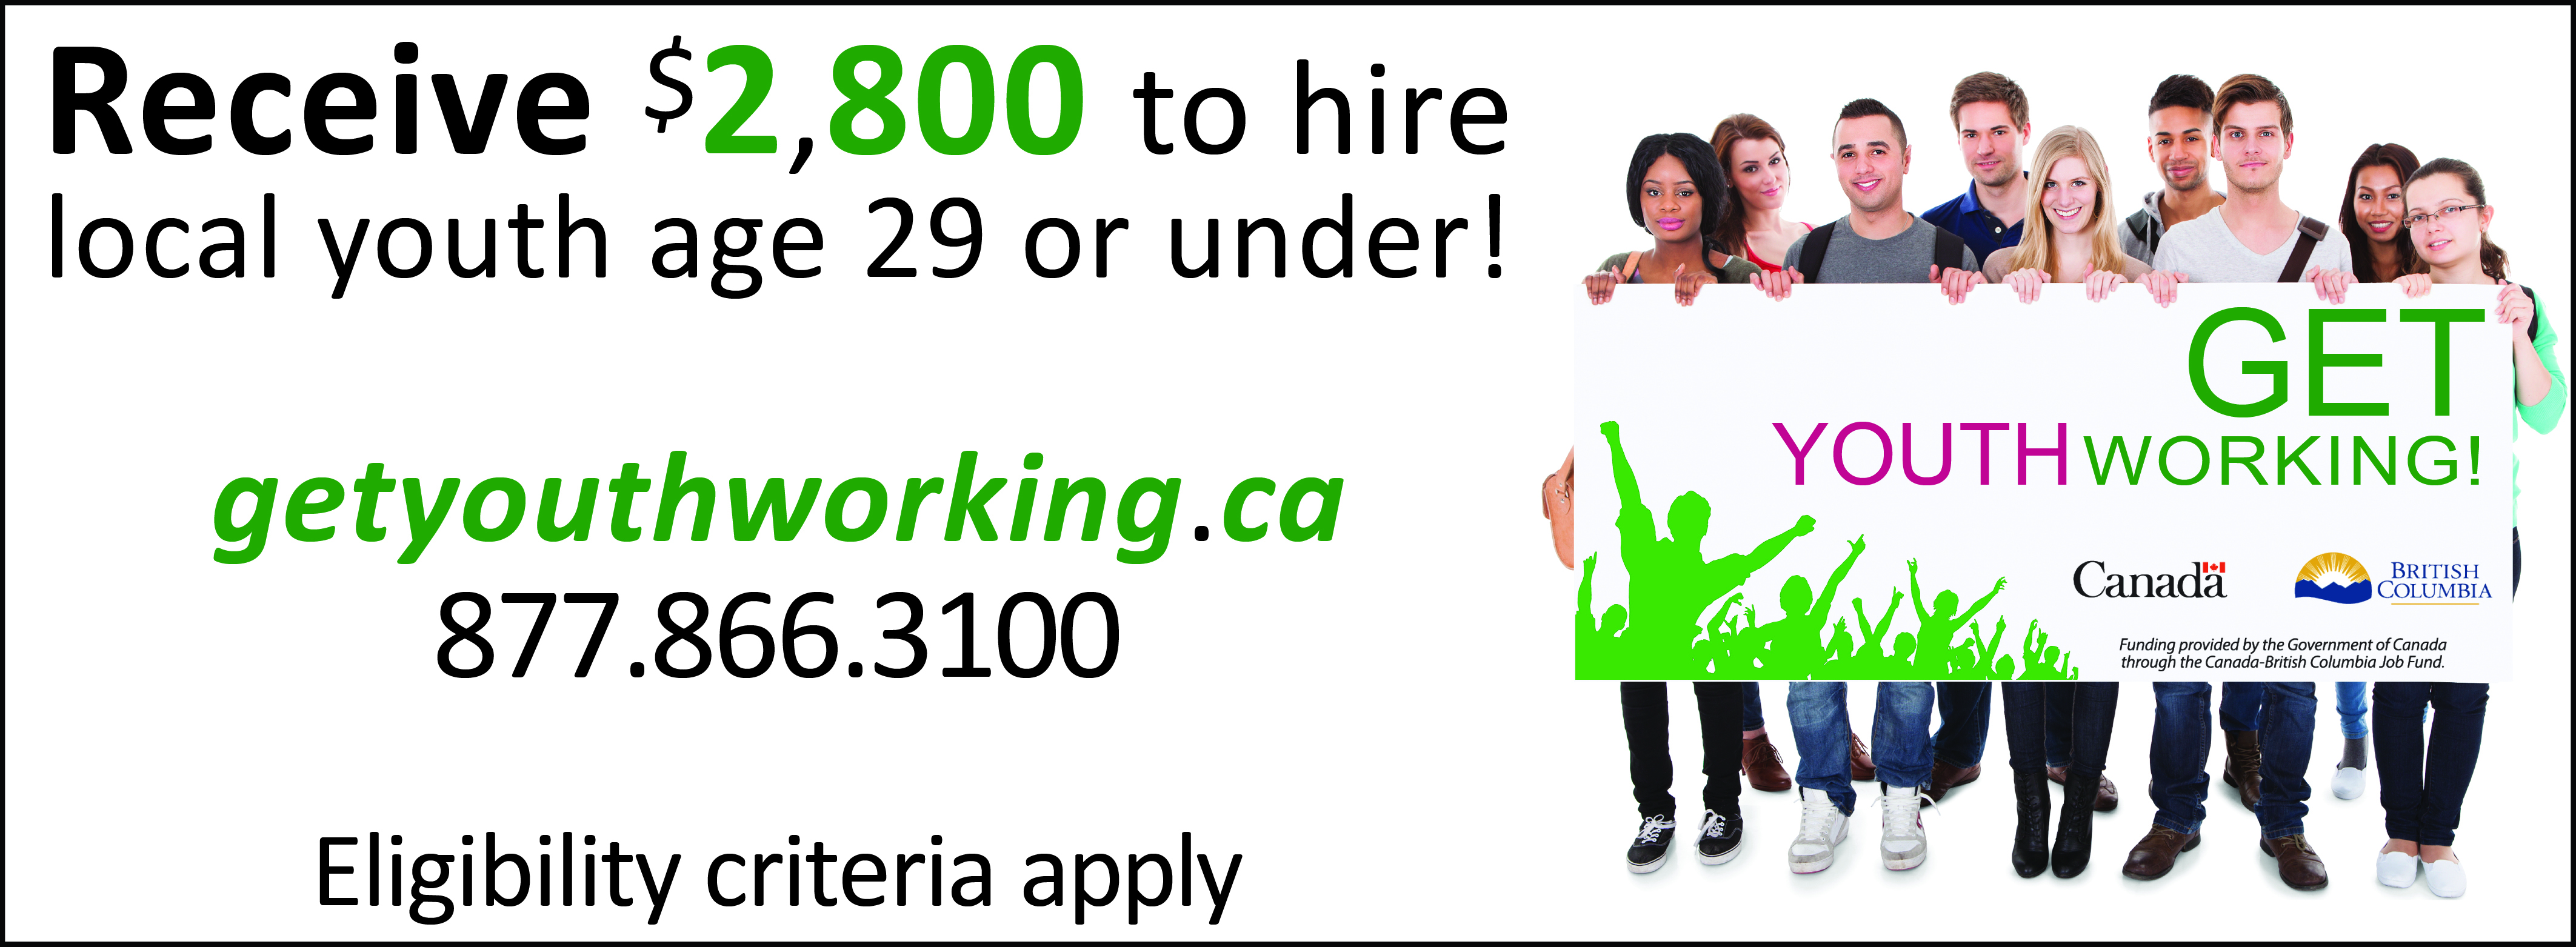 Receive $2,800 to hire
local youth age 29 or under!
getyouthworking.ca
877.866.3100
Eligibility criteria apply
GET
YOUTH WORKING!
Canada
BRITISH
COLUMBIA
Funding provided by the Government of Canada
through the Canada-British Columbia Job Fund.